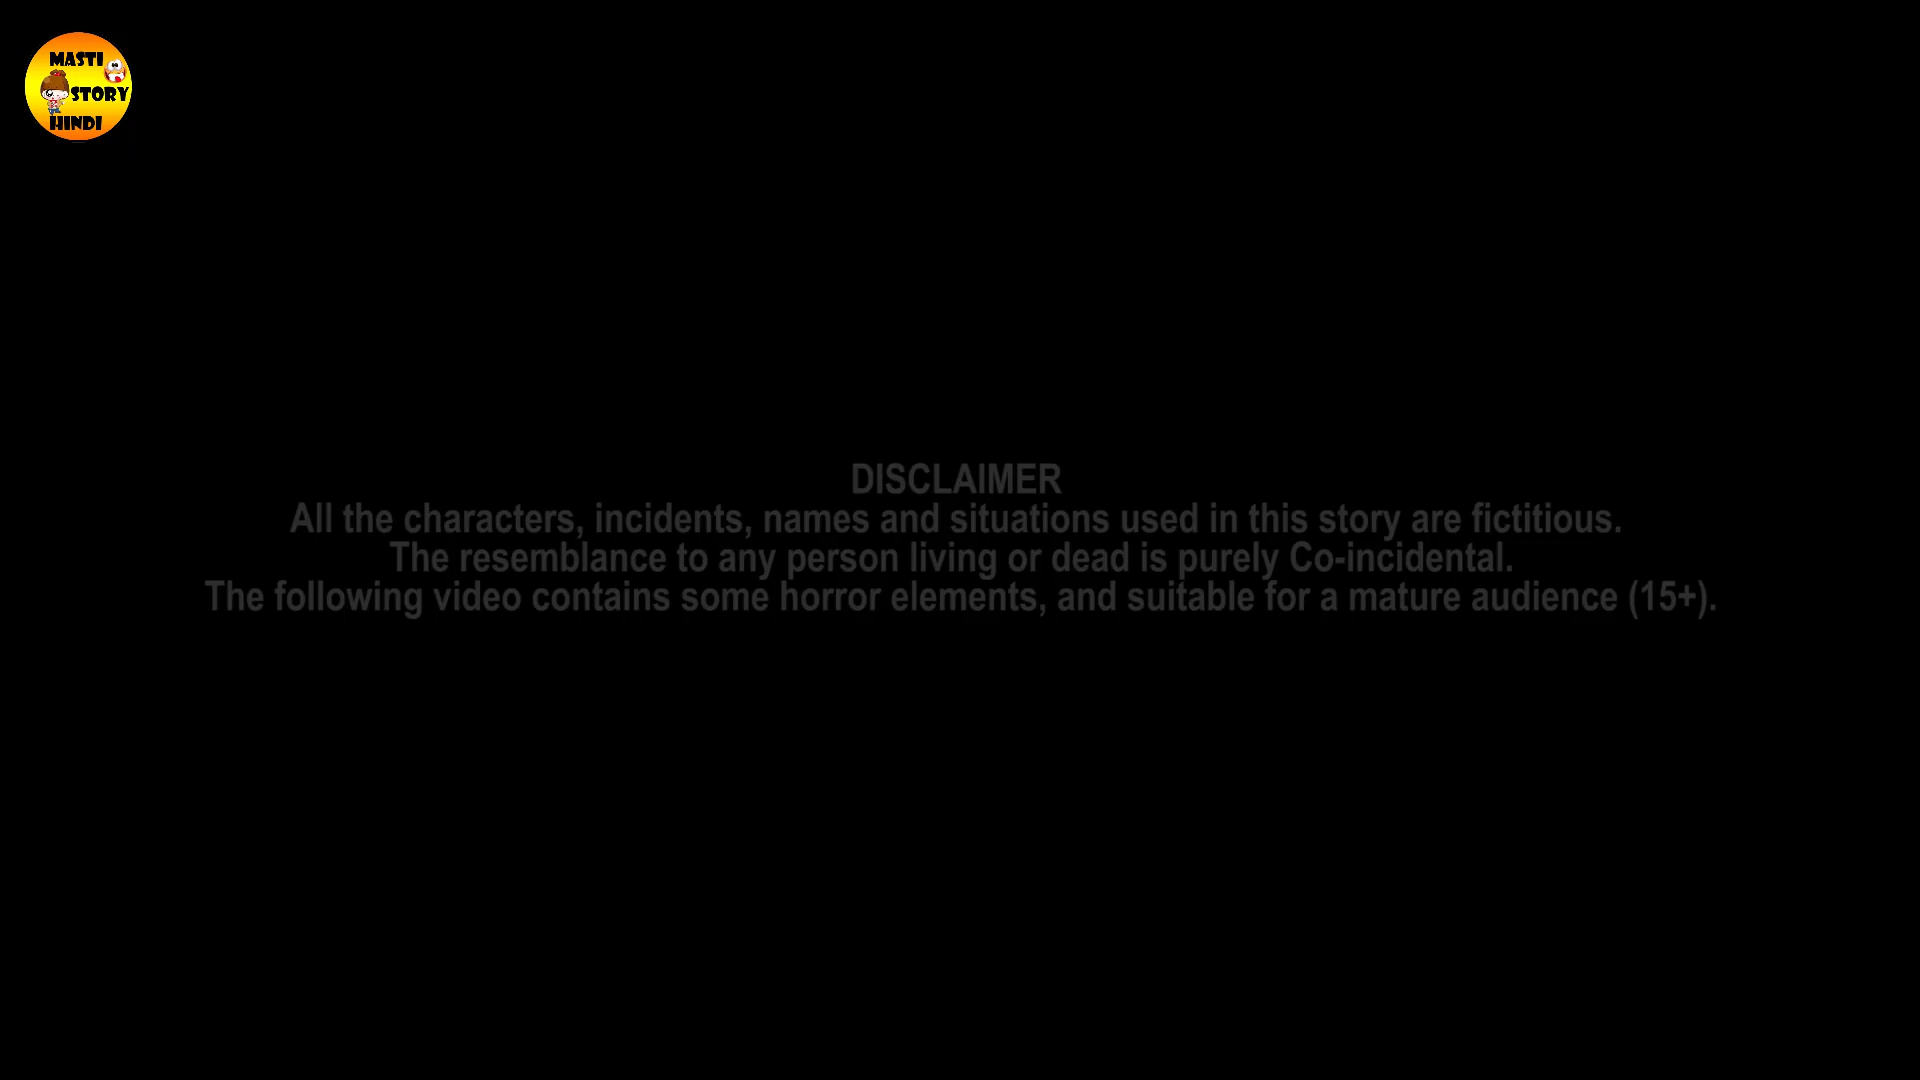 MASTI
STORY
HINDI
DISCLAIMER
All the characters, incidents, names and situations used in this story are fictitious.
The resemblance to any person living or dead is purely Co-incidental.
The following video contains some horror elements, and suitable for a mature audience (15+).